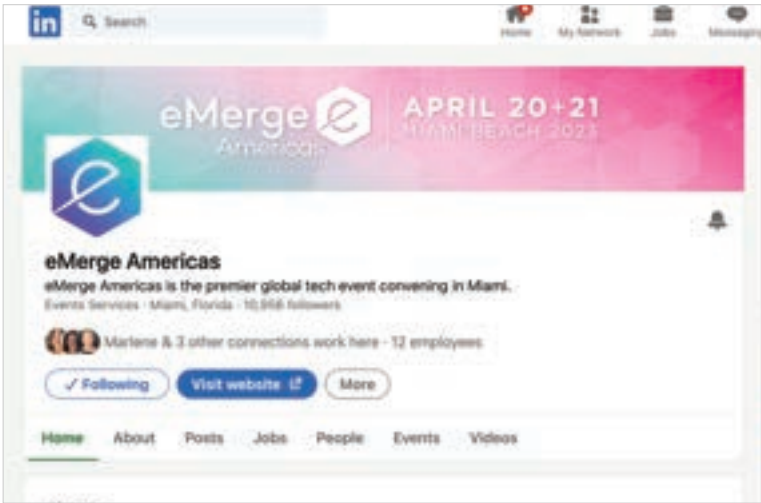 in Search
Home My Network Jobs Messaging
eMerge Americas APRIL 20+21
MIAMI BEACH 2023
eMerge Americas
eMerge Americas is the premier global tech event convening in Miami.
Events Services · Miami, Florida · followers
Marlene & 3 other connections work here · 12 employees
✓ Following Visit website More
Home About Posts Jobs People Events Videos